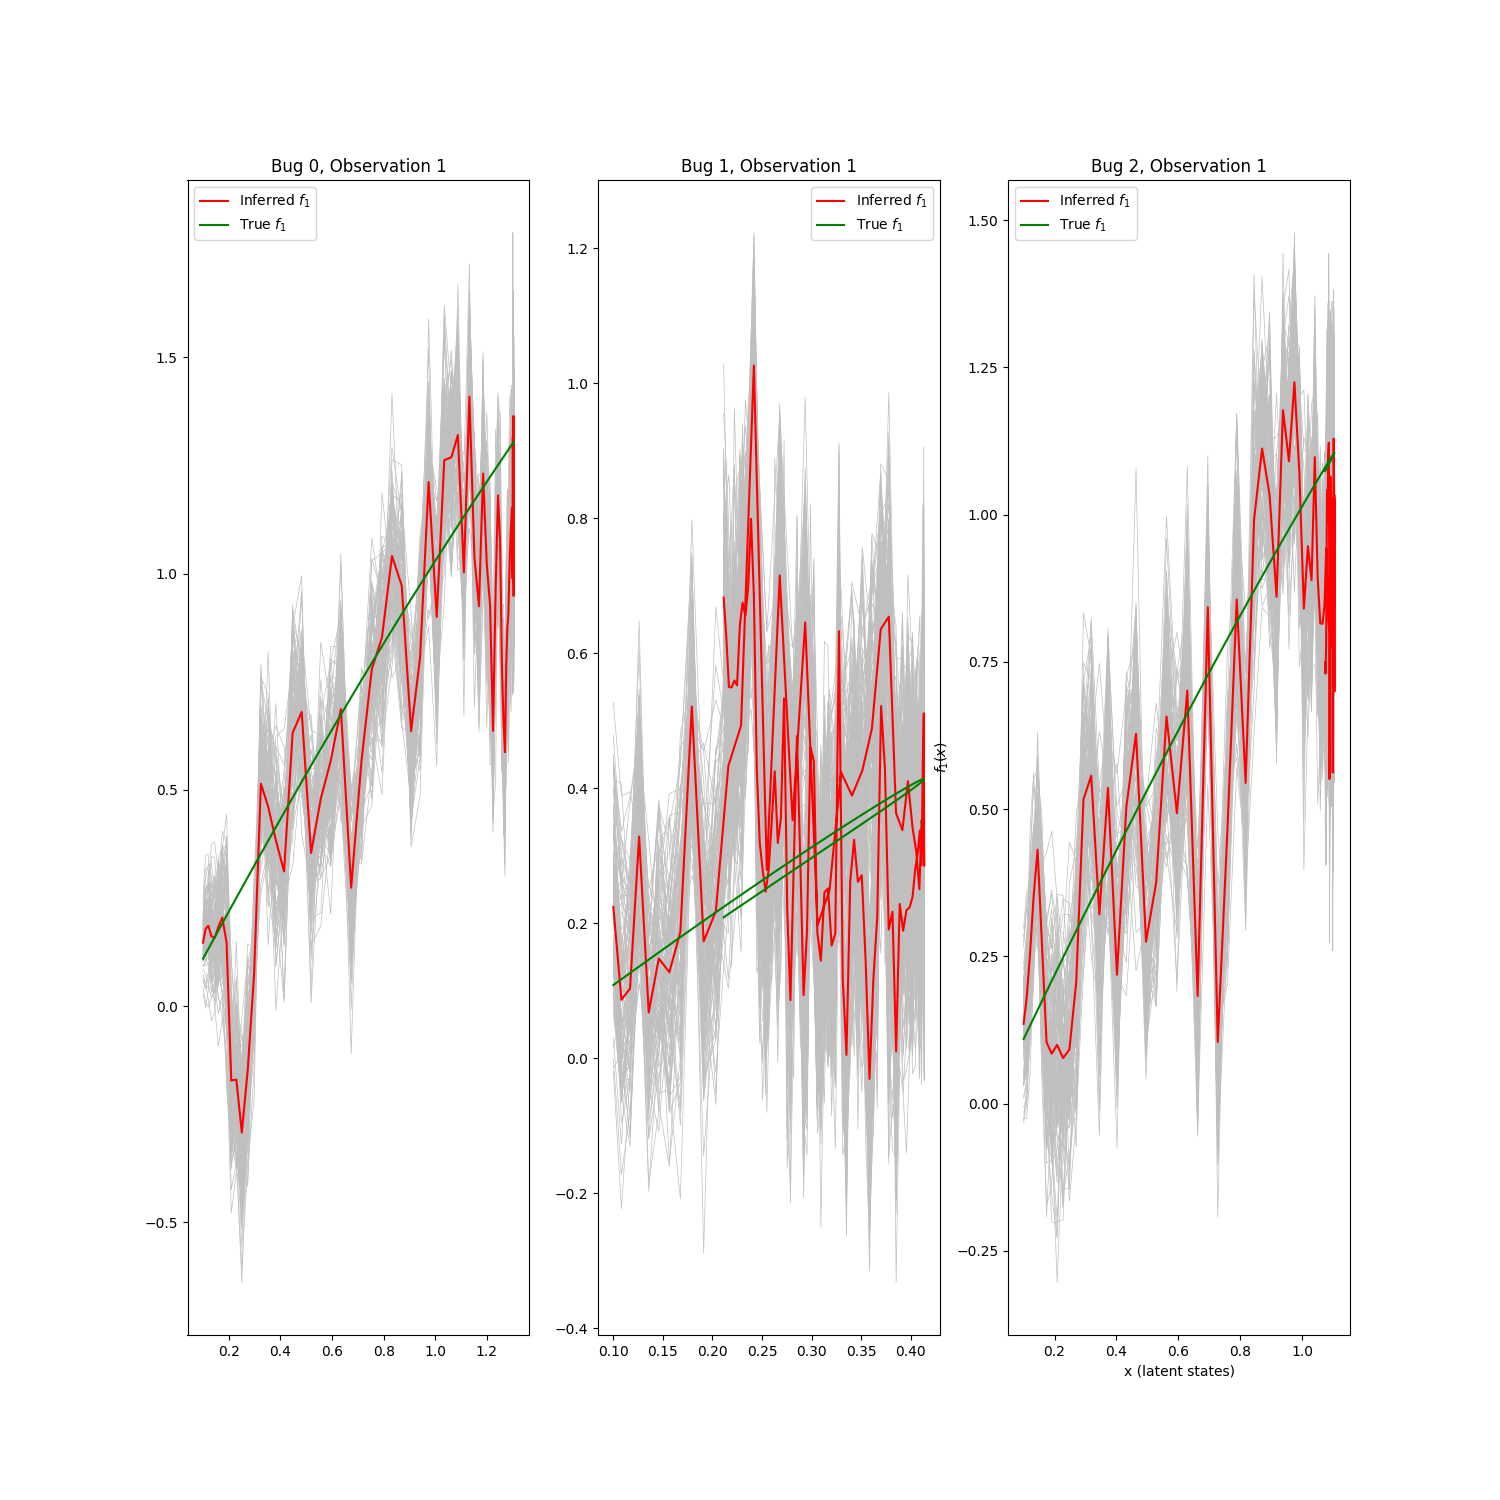 Bug 0, Observation 1
Inferred f₁
True f₁
1.5
1.0
0.5
0.0
−0.5
0.2 0.4 0.6 0.8 1.0 1.2
Bug 1, Observation 1
Inferred f₁
True f₁
1.2
1.0
0.8
0.6
0.4
0.2
0.0
−0.2
−0.4
0.10 0.15 0.20 0.25 0.30 0.35 0.40
Bug 2, Observation 1
Inferred f₁
True f₁
f₁(x)
1.50
1.25
1.00
0.75
0.50
0.25
0.00
−0.25
0.2 0.4 0.6 0.8 1.0
x (latent states)